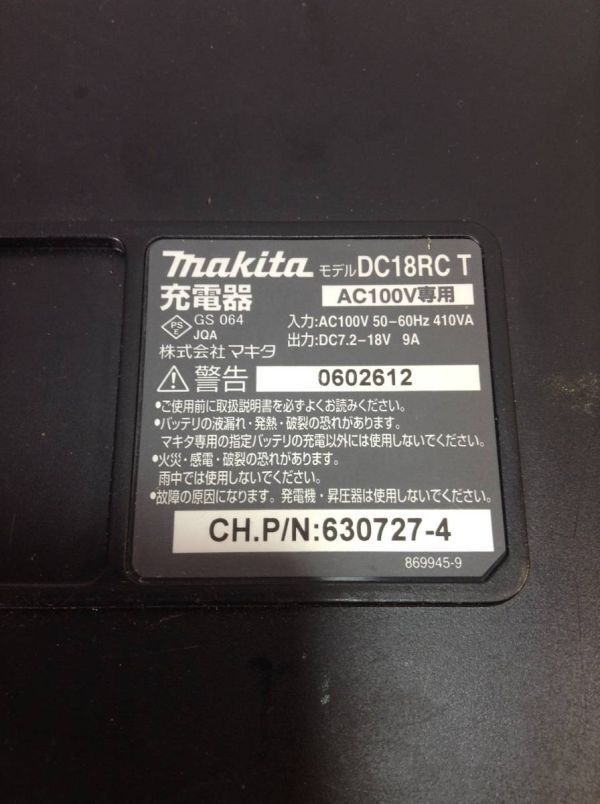 makita モデル DC18RC T
充電器 AC100V専用
PSE GS 064
JQA
入力:AC100V 50-60Hz 410VA
出力:DC7.2-18V 9A
株式会社 マキタ
⚠警告 0602612
•ご使用前に取扱説明書を必ずよくお読みください。
•バッテリの液漏れ・発熱・破裂の恐れがあります。
マキタ専用の指定バッテリの充電以外には使用しないでください。
•火災・感電・破裂の恐れがあります。
雨中では使用しないでください。
•故障の原因になります。発電機・昇圧器は使用しないでください。
CH.P/N:630727-4
869945-9